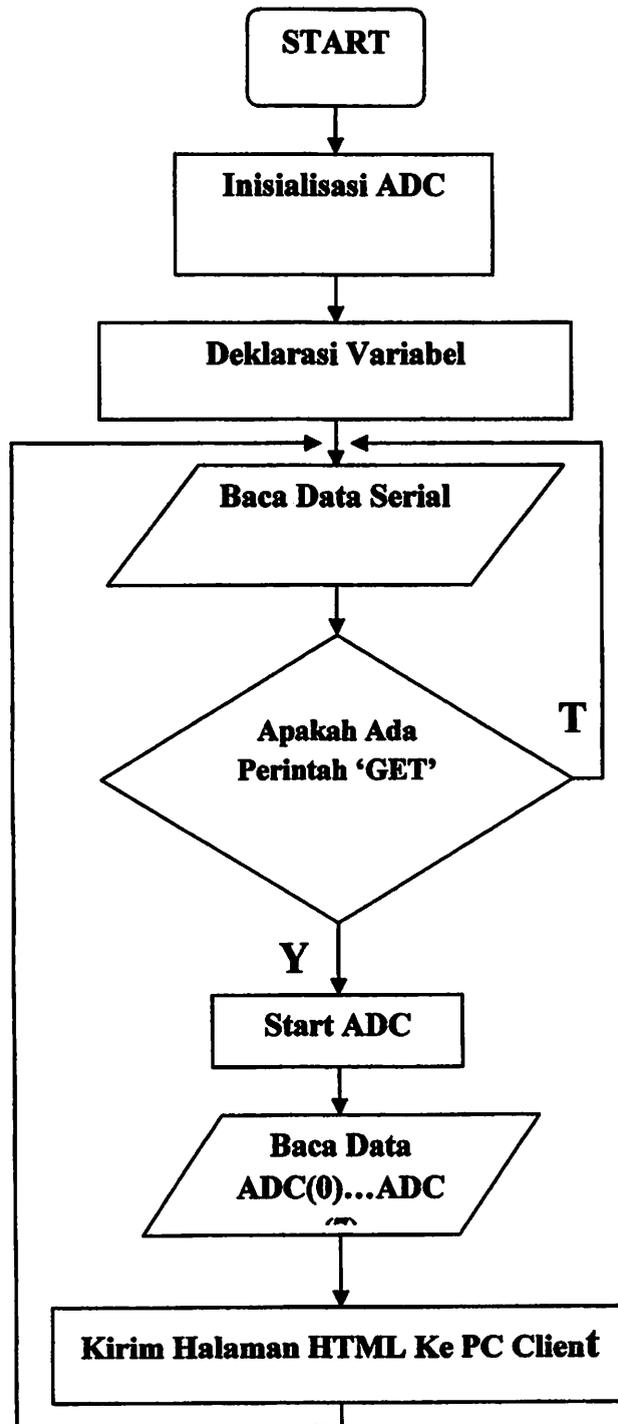 START
Inisialisasi ADC
Deklarasi Variabel
Baca Data Serial
Apakah Ada
Perintah ‘GET’
T
Y
Start ADC
Baca Data
ADC(0)...ADC
Kirim Halaman HTML Ke PC Client